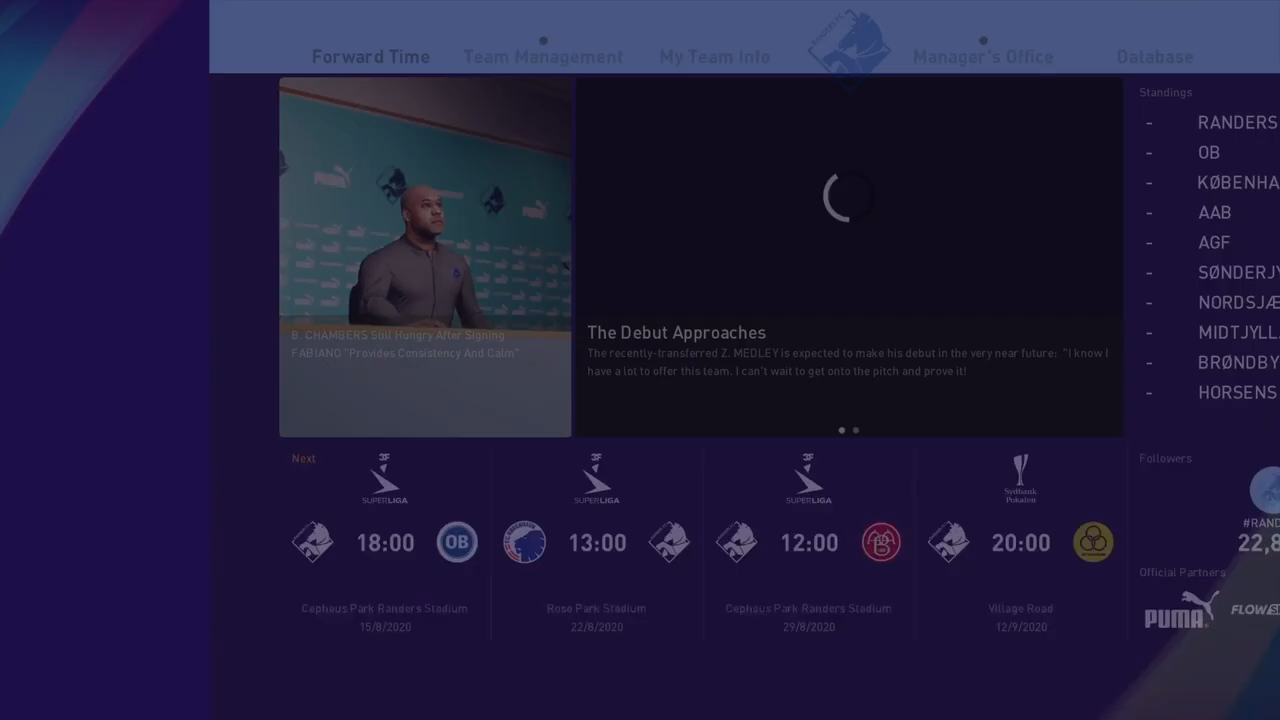 Forward Time
Team Management
My Team Info
Manager's Office
Database
Standings
- RANDERS
- OB
- KØBENHA
- AAB
- AGF
- SØNDERJY
- NORDSJÆ
- MIDTJYLL
- BRØNDBY
- HORSENS
B. CHAMBERS Still Hungry After Signing
FABIANO "Provides Consistency And Calm"
The Debut Approaches
The recently-transferred Z. MEDLEY is expected to make his debut in the very near future: "I know I
have a lot to offer this team. I can't wait to get onto the pitch and prove it!
Next
3F
SUPERLIGA
18:00
OB
Cepheus Park Randers Stadium
15/8/2020
3F
SUPERLIGA
13:00
Rose Park Stadium
22/8/2020
3F
SUPERLIGA
12:00
Cepheus Park Randers Stadium
29/8/2020
Sydbank
Pokalen
20:00
Village Road
12/9/2020
Followers
#RAND
22,8
Official Partners
PUMA